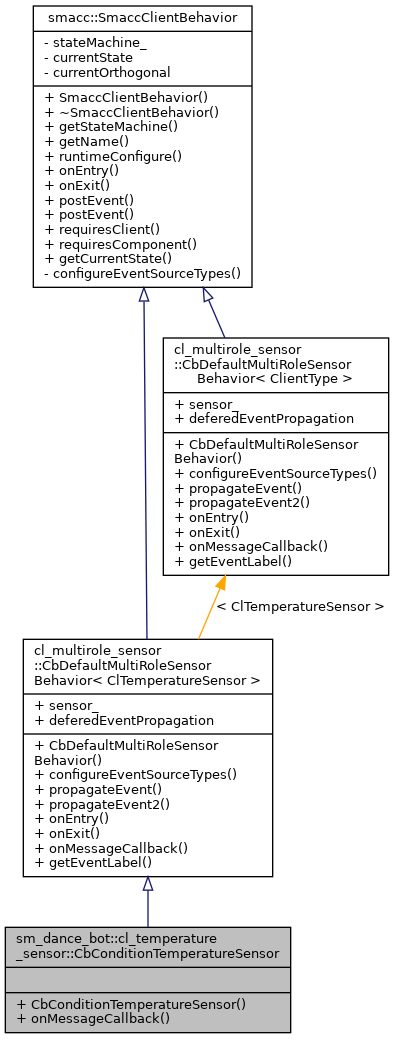 smacc::SmaccClientBehavior
- stateMachine_
- currentState
- currentOrthogonal
+ SmaccClientBehavior()
+ ~SmaccClientBehavior()
+ getStateMachine()
+ getName()
+ runtimeConfigure()
+ onEntry()
+ onExit()
+ postEvent()
+ postEvent()
+ requiresClient()
+ requiresComponent()
+ getCurrentState()
- configureEventSourceTypes()
cl_multirole_sensor
::CbDefaultMultiRoleSensor
Behavior< ClientType >
+ sensor_
+ deferedEventPropagation
+ CbDefaultMultiRoleSensor
Behavior()
+ configureEventSourceTypes()
+ propagateEvent()
+ propagateEvent2()
+ onEntry()
+ onExit()
+ onMessageCallback()
+ getEventLabel()
< ClTemperatureSensor >
cl_multirole_sensor
::CbDefaultMultiRoleSensor
Behavior< ClTemperatureSensor >
+ sensor_
+ deferedEventPropagation
+ CbDefaultMultiRoleSensor
Behavior()
+ configureEventSourceTypes()
+ propagateEvent()
+ propagateEvent2()
+ onEntry()
+ onExit()
+ onMessageCallback()
+ getEventLabel()
sm_dance_bot::cl_temperature
_sensor::CbConditionTemperatureSensor
+ CbConditionTemperatureSensor()
+ onMessageCallback()